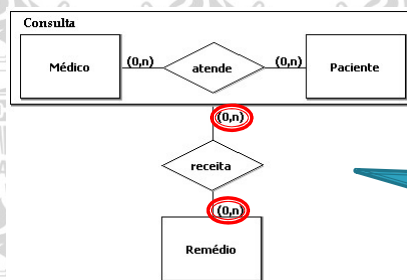 Consulta
Médico (0,n) atende (0,n) Paciente
(0,n)
receita
(0,n)
Remédio